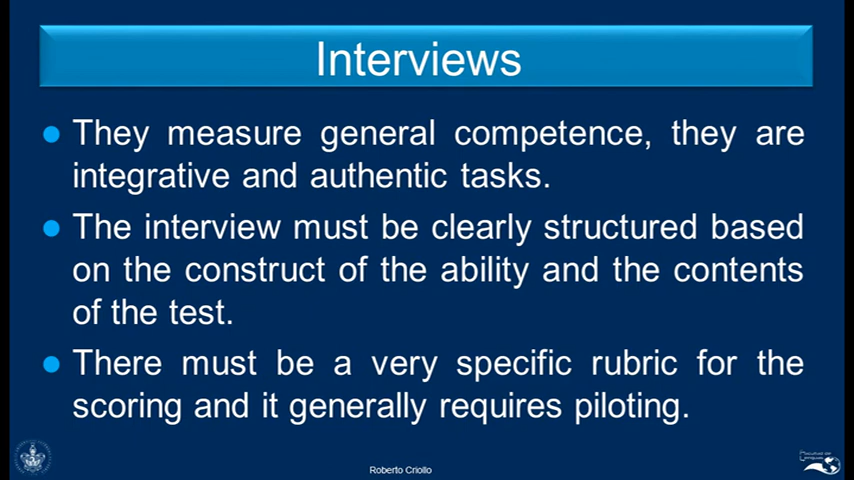 Interviews
They measure general competence, they are
integrative and authentic tasks.
The interview must be clearly structured based
on the construct of the ability and the contents
of the test.
There must be a very specific rubric for the
scoring and it generally requires piloting.
Roberto Criollo